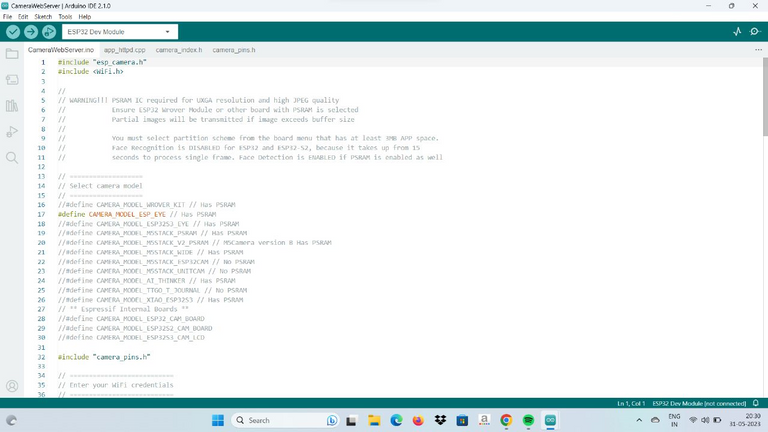 CameraWebServer | Arduino IDE 2.1.0
File Edit Sketch Tools Help
ESP32 Dev Module
CameraWebServer.ino app_httpd.cpp camera_index.h camera_pins.h
1 #include "esp_camera.h"
2 #include <WiFi.h>
3
4 //
5 // WARNING!!! PSRAM IC required for UXGA resolution and high JPEG quality
6 // Ensure ESP32 Wrover Module or other board with PSRAM is selected
7 // Partial images will be transmitted if image exceeds buffer size
8 //
9 // You must select partition scheme from the board menu that has at least 3MB APP space.
10 // Face Recognition is DISABLED for ESP32 and ESP32-S2, because it takes up from 15
11 // seconds to process single frame. Face Detection is ENABLED if PSRAM is enabled as well
12
13 // ===================
14 // Select camera model
15 // ===================
16 //#define CAMERA_MODEL_WROVER_KIT // Has PSRAM
17 #define CAMERA_MODEL_ESP_EYE // Has PSRAM
18 //#define CAMERA_MODEL_ESP32S3_EYE // Has PSRAM
19 //#define CAMERA_MODEL_M5STACK_PSRAM // Has PSRAM
20 //#define CAMERA_MODEL_M5STACK_V2_PSRAM // M5Camera version B Has PSRAM
21 //#define CAMERA_MODEL_M5STACK_WIDE // Has PSRAM
22 //#define CAMERA_MODEL_M5STACK_ESP32CAM // No PSRAM
23 //#define CAMERA_MODEL_M5STACK_UNITCAM // No PSRAM
24 //#define CAMERA_MODEL_AI_THINKER // Has PSRAM
25 //#define CAMERA_MODEL_TTGO_T_JOURNAL // No PSRAM
26 //#define CAMERA_MODEL_XIAO_ESP32S3 // Has PSRAM
27 // ** Espressif Internal Boards **
28 //#define CAMERA_MODEL_ESP32_CAM_BOARD
29 //#define CAMERA_MODEL_ESP32S2_CAM_BOARD
30 //#define CAMERA_MODEL_ESP32S3_CAM_LCD
31
32 #include "camera_pins.h"
33
34 // ===========================
35 // Enter your WiFi credentials
36 // ===========================
Ln 1, Col 1 ESP32 Dev Module [not connected]
Search
ENG
IN
20:30
31-05-2023